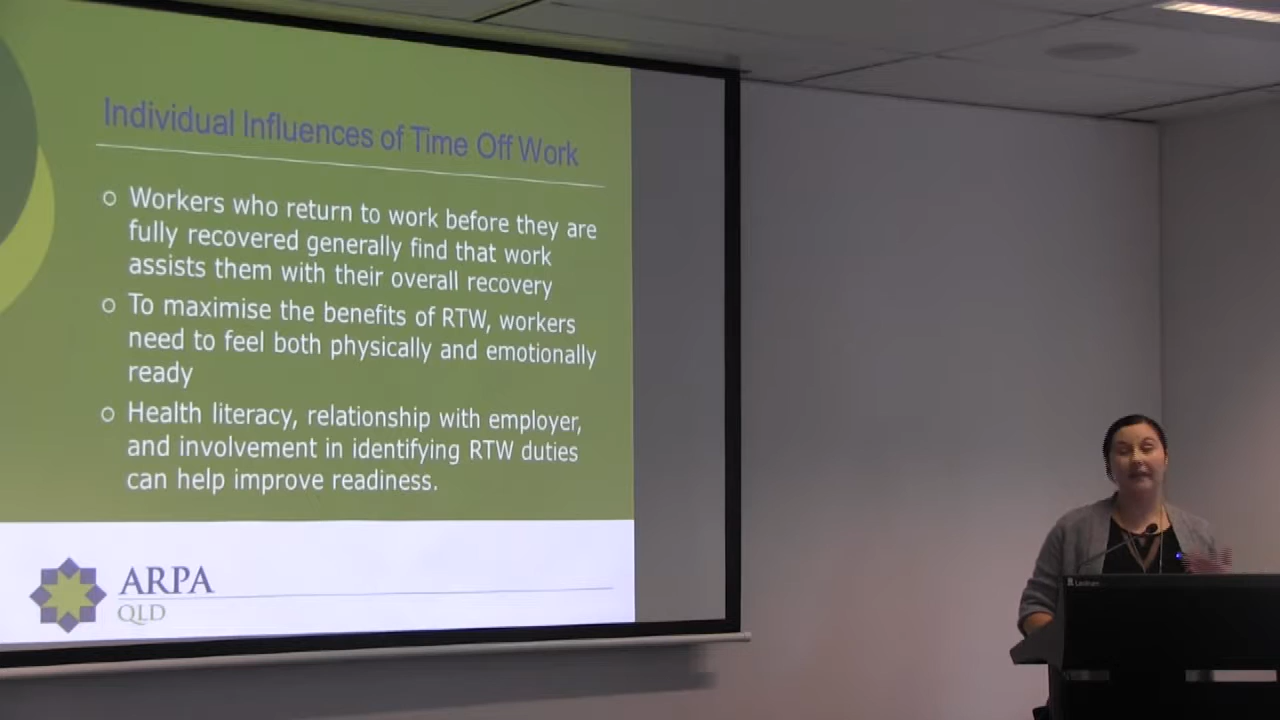 Individual Influences of Time Off Work
Workers who return to work before they are
fully recovered generally find that work
assists them with their overall recovery
To maximise the benefits of RTW, workers
need to feel both physically and emotionally
ready
Health literacy, relationship with employer,
and involvement in identifying RTW duties
can help improve readiness.
ARPA
QLD